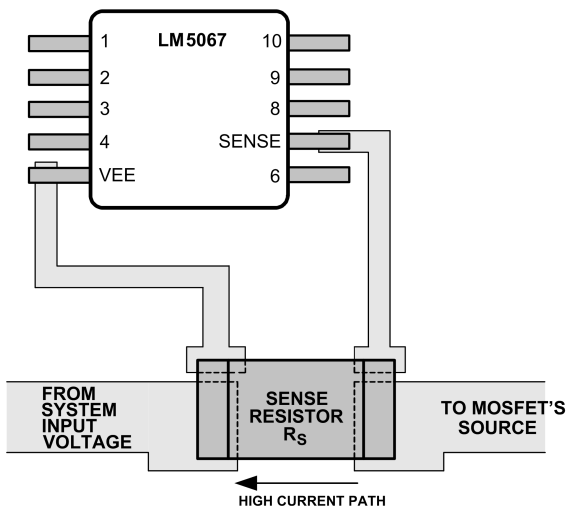 LM5067
1
10
2
9
3
8
4
SENSE
VEE
6
FROM
SYSTEM
INPUT
VOLTAGE
SENSE
RESISTOR
RS
TO MOSFET'S
SOURCE
HIGH CURRENT PATH